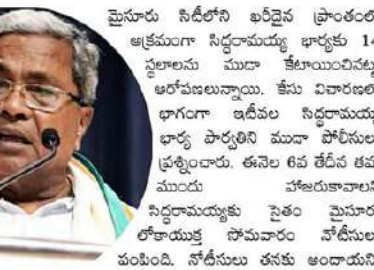 మైసూరు సిటీలోని ఖరీదైన ప్రాంతంలో
అక్రమంగా సిద్ధరామయ్య భార్యకు 14
స్థలాలను ముడా కేటాయించినట్ల
ఆరోపణలున్నాయి. కేసు విచారణలో
భాగంగా ఇటీవల సిద్ధరామయ్య
భార్య పార్వతిని ముడా పోలీసుల
ప్రశ్నించారు. ఈనెల 6వ తేదీన తమ
ముందు హాజరుకావాలని
సిద్ధరామయ్యకు సైతం మైసూరు
లోకాయుక్త సోమవారం నోటీసుల
పంపింది. నోటీసులు తనకు అందాయని